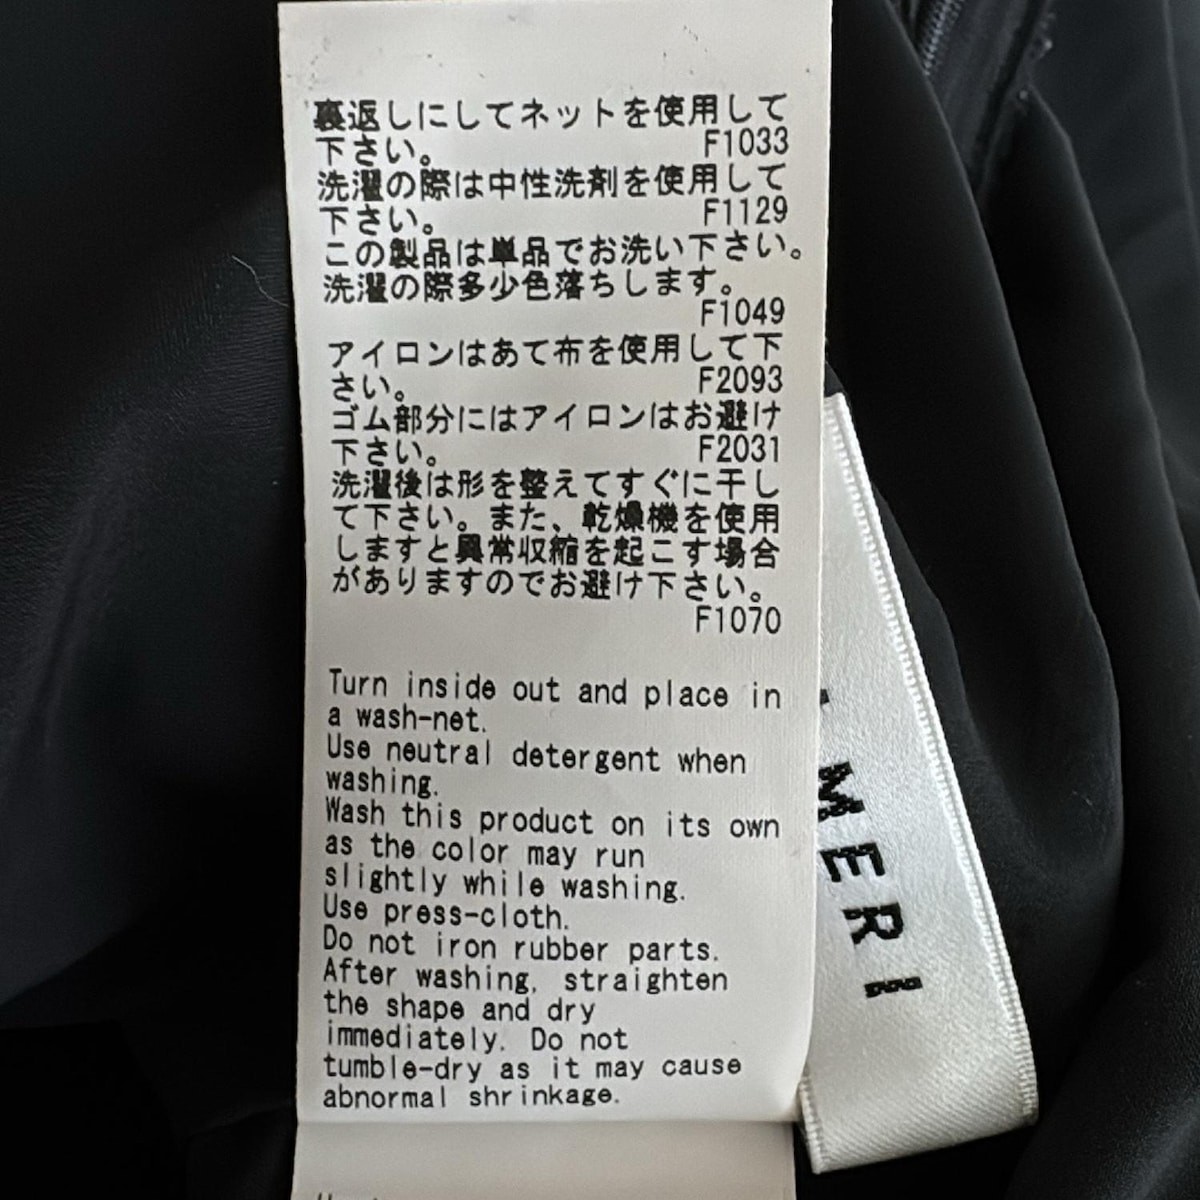 裏返しにしてネットを使用して
下さい。 F1033
洗濯の際は中性洗剤を使用して
下さい。 F1129
この製品は単品でお洗い下さい。
洗濯の際多少色落ちします。
F1049
アイロンはあて布を使用して下
さい。 F2093
ゴム部分にはアイロンはお避け
下さい。 F2031
洗濯後は形を整えてすぐに干し
て下さい。また、乾燥機を使用
しますと異常収縮を起こす場合
がありますのでお避け下さい。
F1070
Turn inside out and place in
a wash-net.
Use neutral detergent when
washing.
Wash this product on its own
as the color may run
slightly while washing.
Use press-cloth.
Do not iron rubber parts.
After washing, straighten
the shape and dry
immediately. Do not
tumble-dry as it may cause
abnormal shrinkage.
MERI